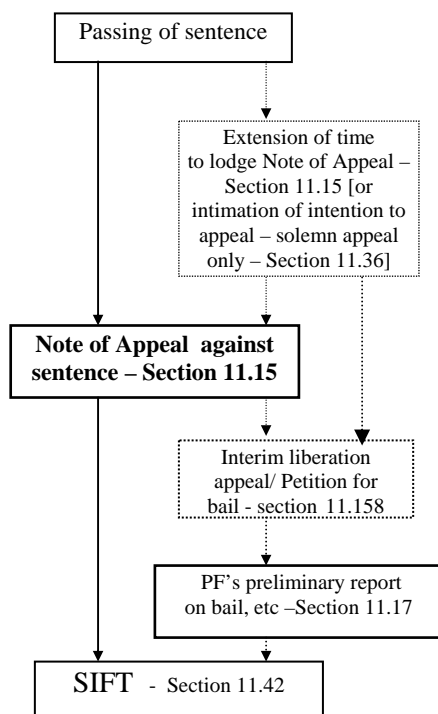 Passing of sentence
Extension of time
to lodge Note of Appeal –
Section 11.15 [or
intimation of intention to
appeal – solemn appeal
only – Section 11.36]
Note of Appeal against
sentence – Section 11.15
Interim liberation
appeal/ Petition for
bail - section 11.158
PF's preliminary report
on bail, etc –Section 11.17
SIFT - Section 11.42